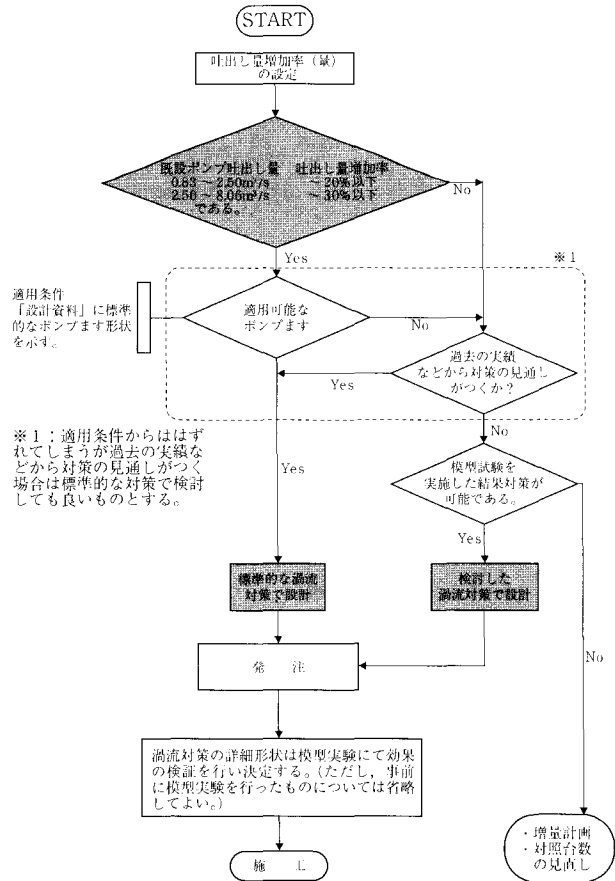 START
吐出し量増加率(量)
の設定
既設ポンプ吐出し量 吐出し量増加率
0.83 ~ 2.50m³/s ~ 20%以下
2.50 ~ 8.06m³/s ~ 30%以下
である。
No
Yes
※1
適用条件
「設計資料」に標準
的なポンプます形状
を示す。
適用可能な
ポンプます
No
過去の実績
などから対策の見通し
がつくか?
Yes
※1:適用条件からははず
れてしまうが過去の実績な
どから対策の見通しがつく
場合は標準的な対策で検討
しても良いものとする。
Yes
No
模型試験を
実施した結果対策が
可能である。
Yes
標準的な渦流
対策で設計
検討した
渦流対策で設計
No
発 注
渦流対策の詳細形状は模型実験にて効果
の検証を行い決定する。(ただし,事前
に模型実験を行ったものについては省略
してよい。)
・増量計画
・対照台数
の見直し
施 工